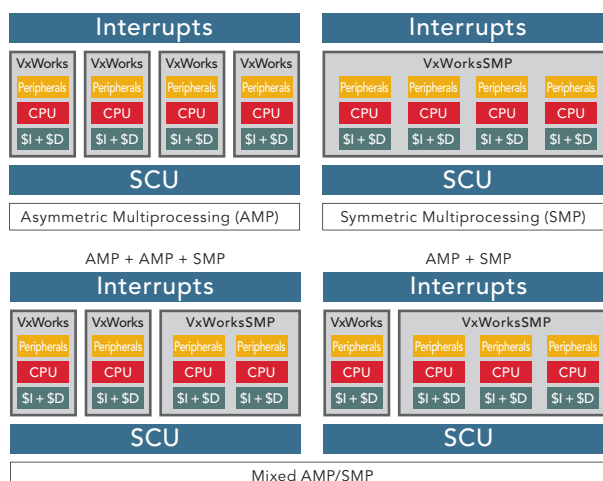 Interrupts
VxWorks VxWorks VxWorks VxWorks
Peripherals Peripherals Peripherals Peripherals
CPU CPU CPU CPU
$I + $D $I + $D $I + $D $I + $D
SCU
Asymmetric Multiprocessing (AMP)
Interrupts
VxWorksSMP
Peripherals Peripherals Peripherals Peripherals
CPU CPU CPU CPU
$I + $D $I + $D $I + $D $I + $D
SCU
Symmetric Multiprocessing (SMP)
AMP + AMP + SMP
Interrupts
VxWorks VxWorks VxWorksSMP
Peripherals Peripherals Peripherals Peripherals
CPU CPU CPU CPU
$I + $D $I + $D $I + $D $I + $D
SCU
AMP + SMP
Interrupts
VxWorks VxWorksSMP
Peripherals Peripherals Peripherals Peripherals
CPU CPU CPU CPU
$I + $D $I + $D $I + $D $I + $D
SCU
Mixed AMP/SMP